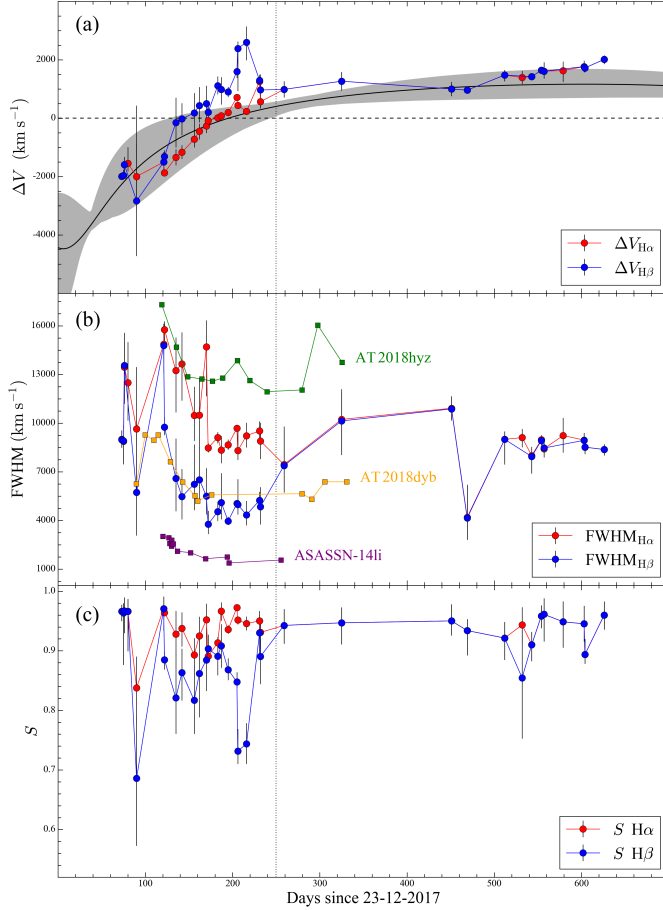 (a)
2000
0
-2000
-4000
ΔV (km s⁻¹)
ΔV_Hα
ΔV_Hβ
(b)
16000
13000
10000
7000
4000
1000
FWHM (km s⁻¹)
AT 2018hyz
AT 2018dyb
ASASSN-14li
FWHM_Hα
FWHM_Hβ
(c)
1.0
0.9
0.8
0.7
0.6
S
S Hα
S Hβ
100 200 300 400 500 600
Days since 23-12-2017